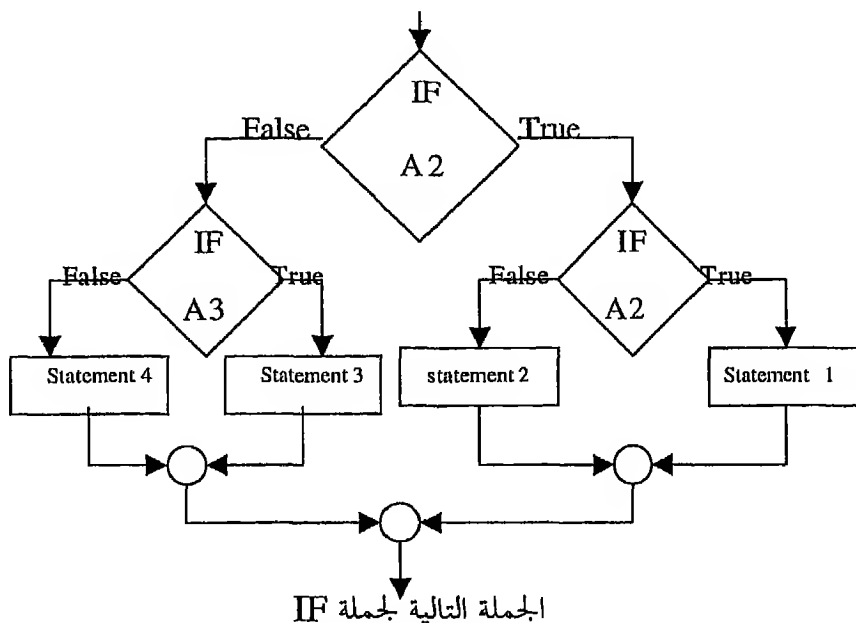 IF
False
True
A2
IF
IF
False
True
False
True
A3
A2
Statement 4
Statement 3
statement 2
Statement 1
الجملة التالية لجملة IF